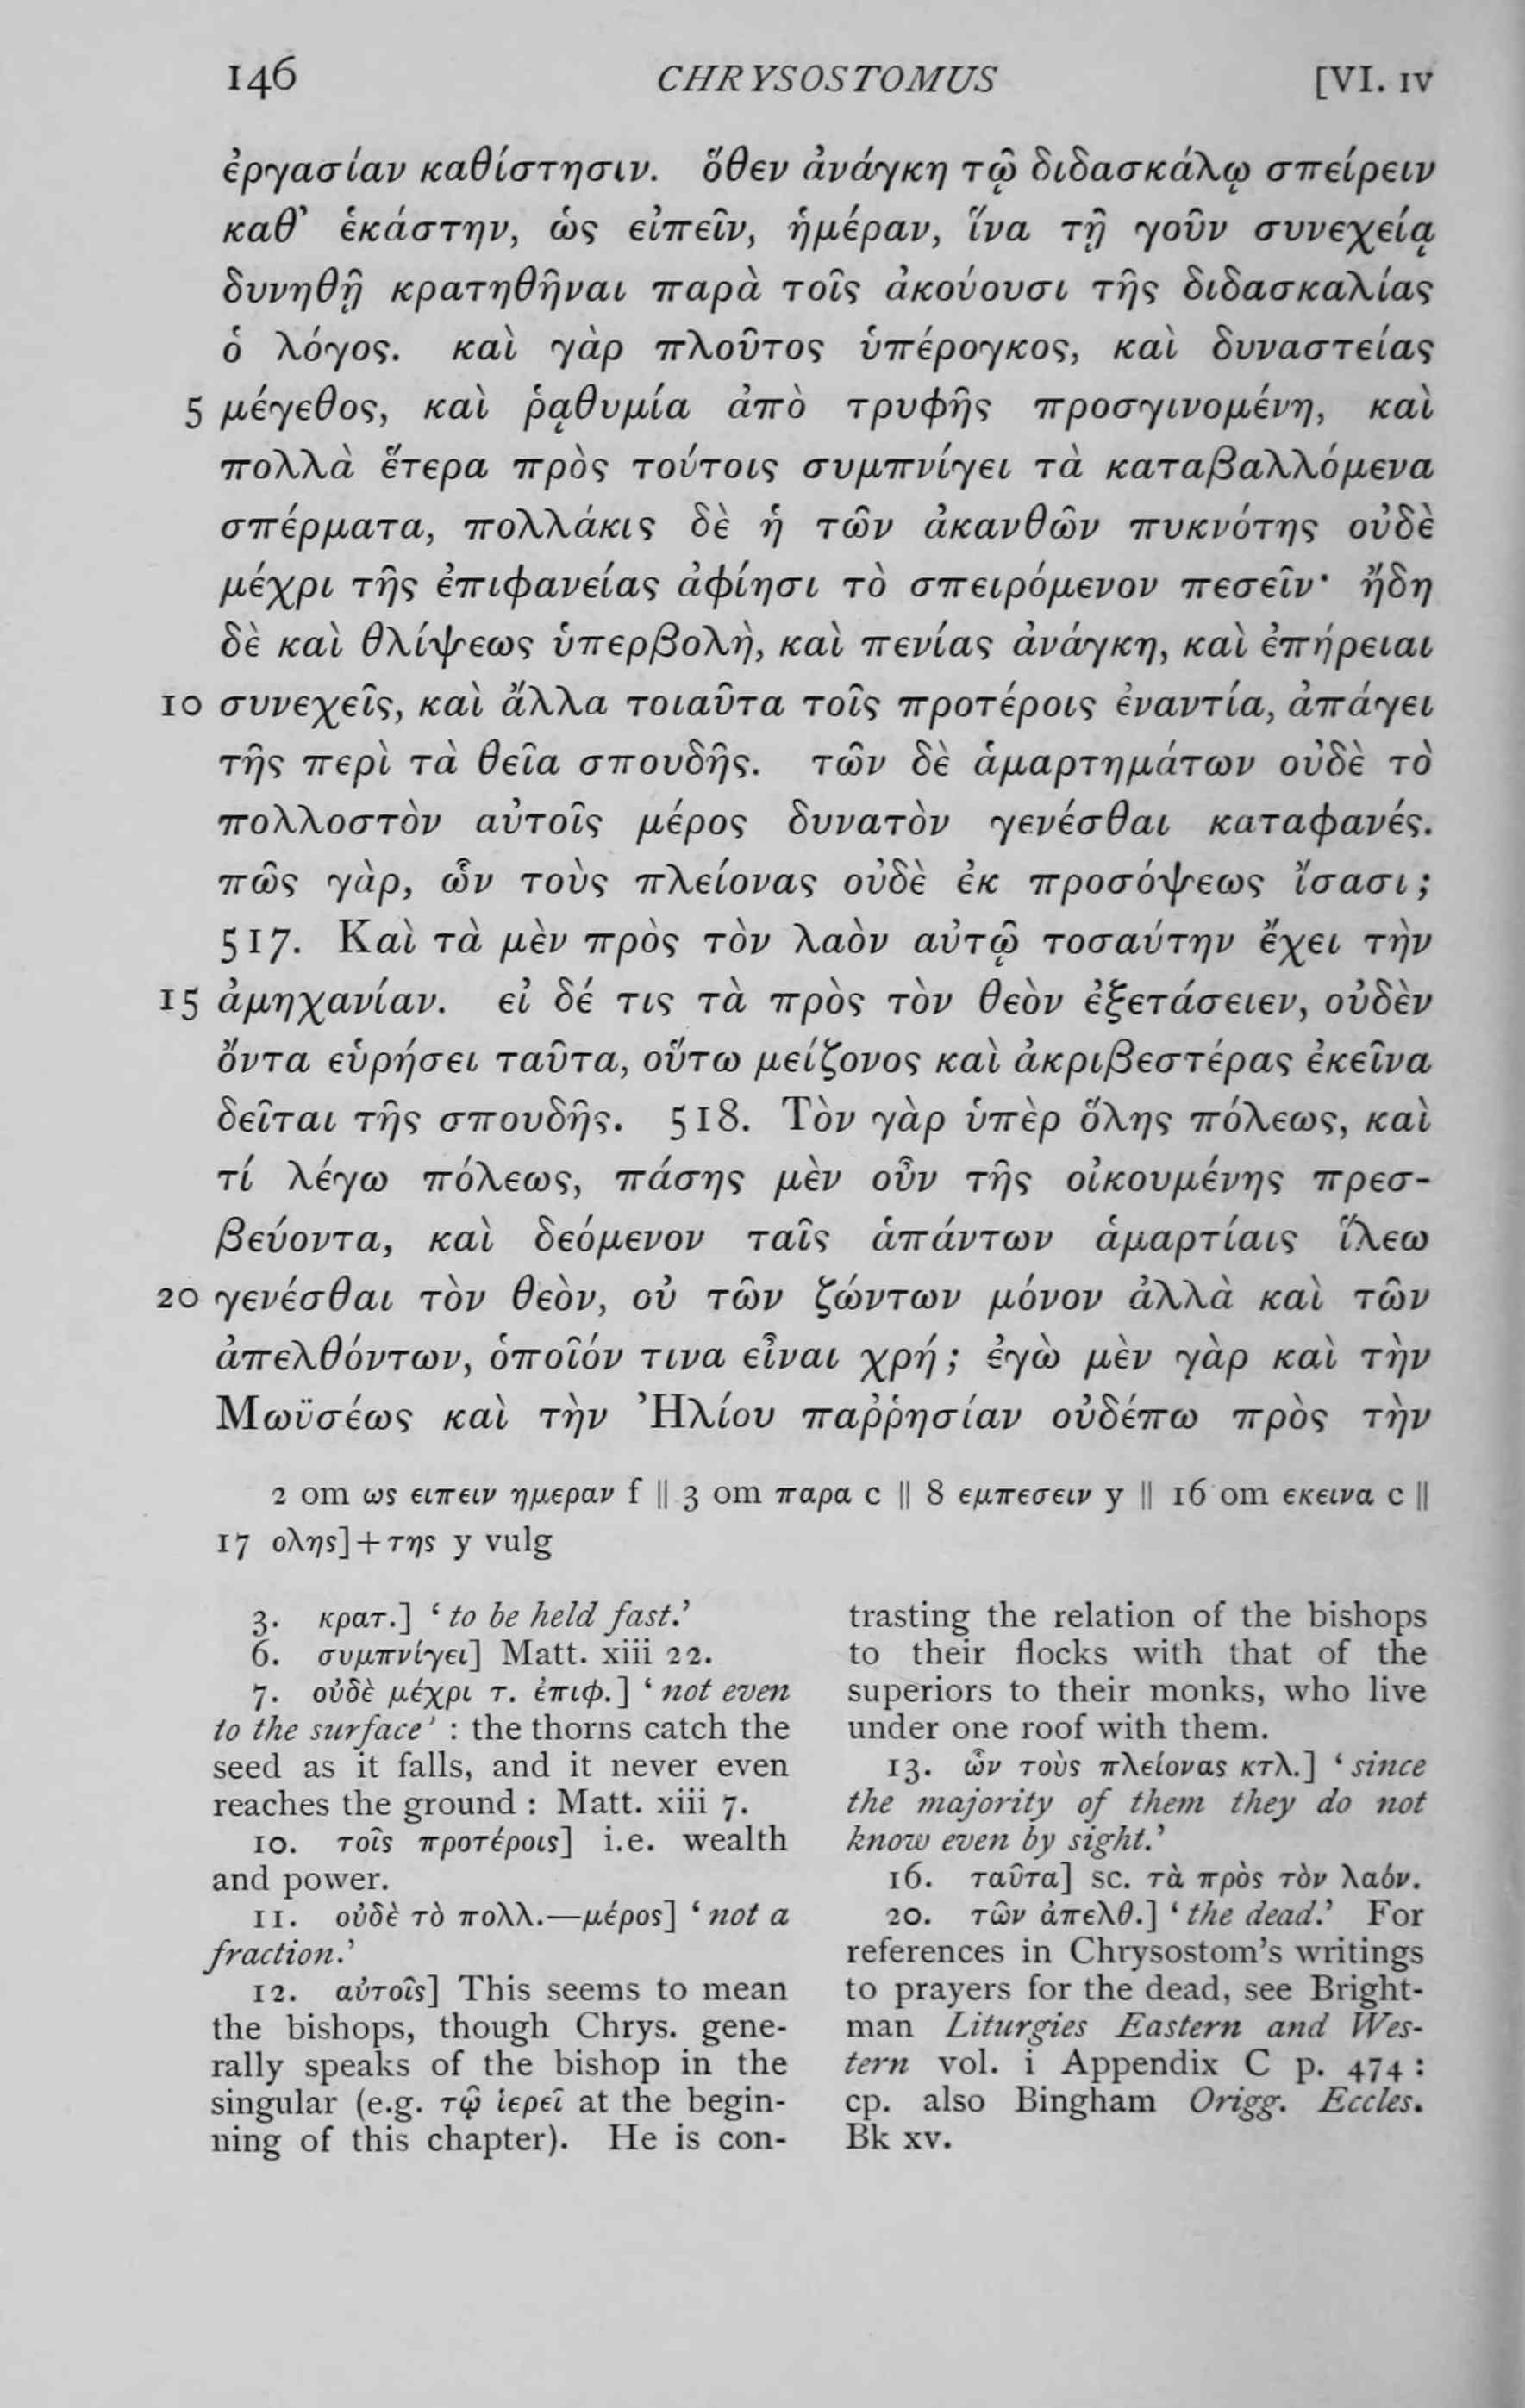 146 CHRYSOSTOMUS [VI. IV
ἐργασίαν καθίστησιν. ὅθεν ἀνάγκη τῷ διδασκάλῳ σπείρειν
καθ' ἑκάστην, ὡς εἰπεῖν, ἡμέραν, ἵνα τῇ γοῦν συνεχείᾳ
δυνηθῇ κρατηθῆναι παρὰ τοῖς ἀκούουσι τῆς διδασκαλίας
ὁ λόγος. καὶ γὰρ πλοῦτος ὑπέρογκος, καὶ δυναστείας
5 μέγεθος, καὶ ῥᾳθυμία ἀπὸ τρυφῆς προσγινομένη, καὶ
πολλὰ ἕτερα πρὸς τούτοις συμπνίγει τὰ καταβαλλόμενα
σπέρματα, πολλάκις δὲ ἡ τῶν ἀκανθῶν πυκνότης οὐδὲ
μέχρι τῆς ἐπιφανείας ἀφίησι τὸ σπειρόμενον πεσεῖν· ἤδη
δὲ καὶ θλίψεως ὑπερβολὴ, καὶ πενίας ἀνάγκη, καὶ ἐπήρειαι
10 συνεχεῖς, καὶ ἄλλα τοιαῦτα τοῖς προτέροις ἐναντία, ἀπάγει
τῆς περὶ τὰ θεῖα σπουδῆς. τῶν δὲ ἁμαρτημάτων οὐδὲ τὸ
πολλοστὸν αὐτοῖς μέρος δυνατὸν γενέσθαι καταφανές.
πῶς γὰρ, ὧν τοὺς πλείονας οὐδὲ ἐκ προσόψεως ἴσασι;
517. Καὶ τὰ μὲν πρὸς τὸν λαὸν αὐτῷ τοσαύτην ἔχει τὴν
15 ἀμηχανίαν. εἰ δέ τις τὰ πρὸς τὸν θεὸν ἐξετάσειεν, οὐδὲν
ὄντα εὑρήσει ταῦτα, οὕτω μείζονος καὶ ἀκριβεστέρας ἐκεῖνα
δεῖται τῆς σπουδῆς. 518. Τὸν γὰρ ὑπὲρ ὅλης πόλεως, καὶ
τί λέγω πόλεως, πάσης μὲν οὖν τῆς οἰκουμένης πρεσ-
βεύοντα, καὶ δεόμενον ταῖς ἁπάντων ἁμαρτίαις ἵλεω
20 γενέσθαι τὸν θεὸν, οὐ τῶν ζώντων μόνον ἀλλὰ καὶ τῶν
ἀπελθόντων, ὁποῖόν τινα εἶναι χρή; ἐγὼ μὲν γὰρ καὶ τὴν
Μωϋσέως καὶ τὴν Ἠλίου παῤῥησίαν οὐδέπω πρὸς τὴν
2 om ως ειπειν ημεραν f || 3 om παρα c || 8 εμπεσειν y || 16 om εκεινα c ||
17 ολης]+της y vulg
3. κρατ.] ‘to be held fast.’
6. συμπνίγει] Matt. xiii 22.
7. οὐδὲ μέχρι τ. ἐπιφ.] ‘not even
to the surface’ : the thorns catch the
seed as it falls, and it never even
reaches the ground : Matt. xiii 7.
10. τοῖς προτέροις] i.e. wealth
and power.
11. οὐδὲ τὸ πολλ.—μέρος] ‘not a
fraction.’
12. αὐτοῖς] This seems to mean
the bishops, though Chrys. gene-
rally speaks of the bishop in the
singular (e.g. τῷ ἱερεῖ at the begin-
ning of this chapter). He is con-
trasting the relation of the bishops
to their flocks with that of the
superiors to their monks, who live
under one roof with them.
13. ὧν τοὺς πλείονας κτλ.] ‘since
the majority of them they do not
know even by sight.’
16. ταῦτα] sc. τὰ πρὸς τὸν λαόν.
20. τῶν ἀπελθ.] ‘the dead.’ For
references in Chrysostom's writings
to prayers for the dead, see Bright-
man Liturgies Eastern and Wes-
tern vol. i Appendix C p. 474 :
cp. also Bingham Origg. Eccles.
Bk xv.